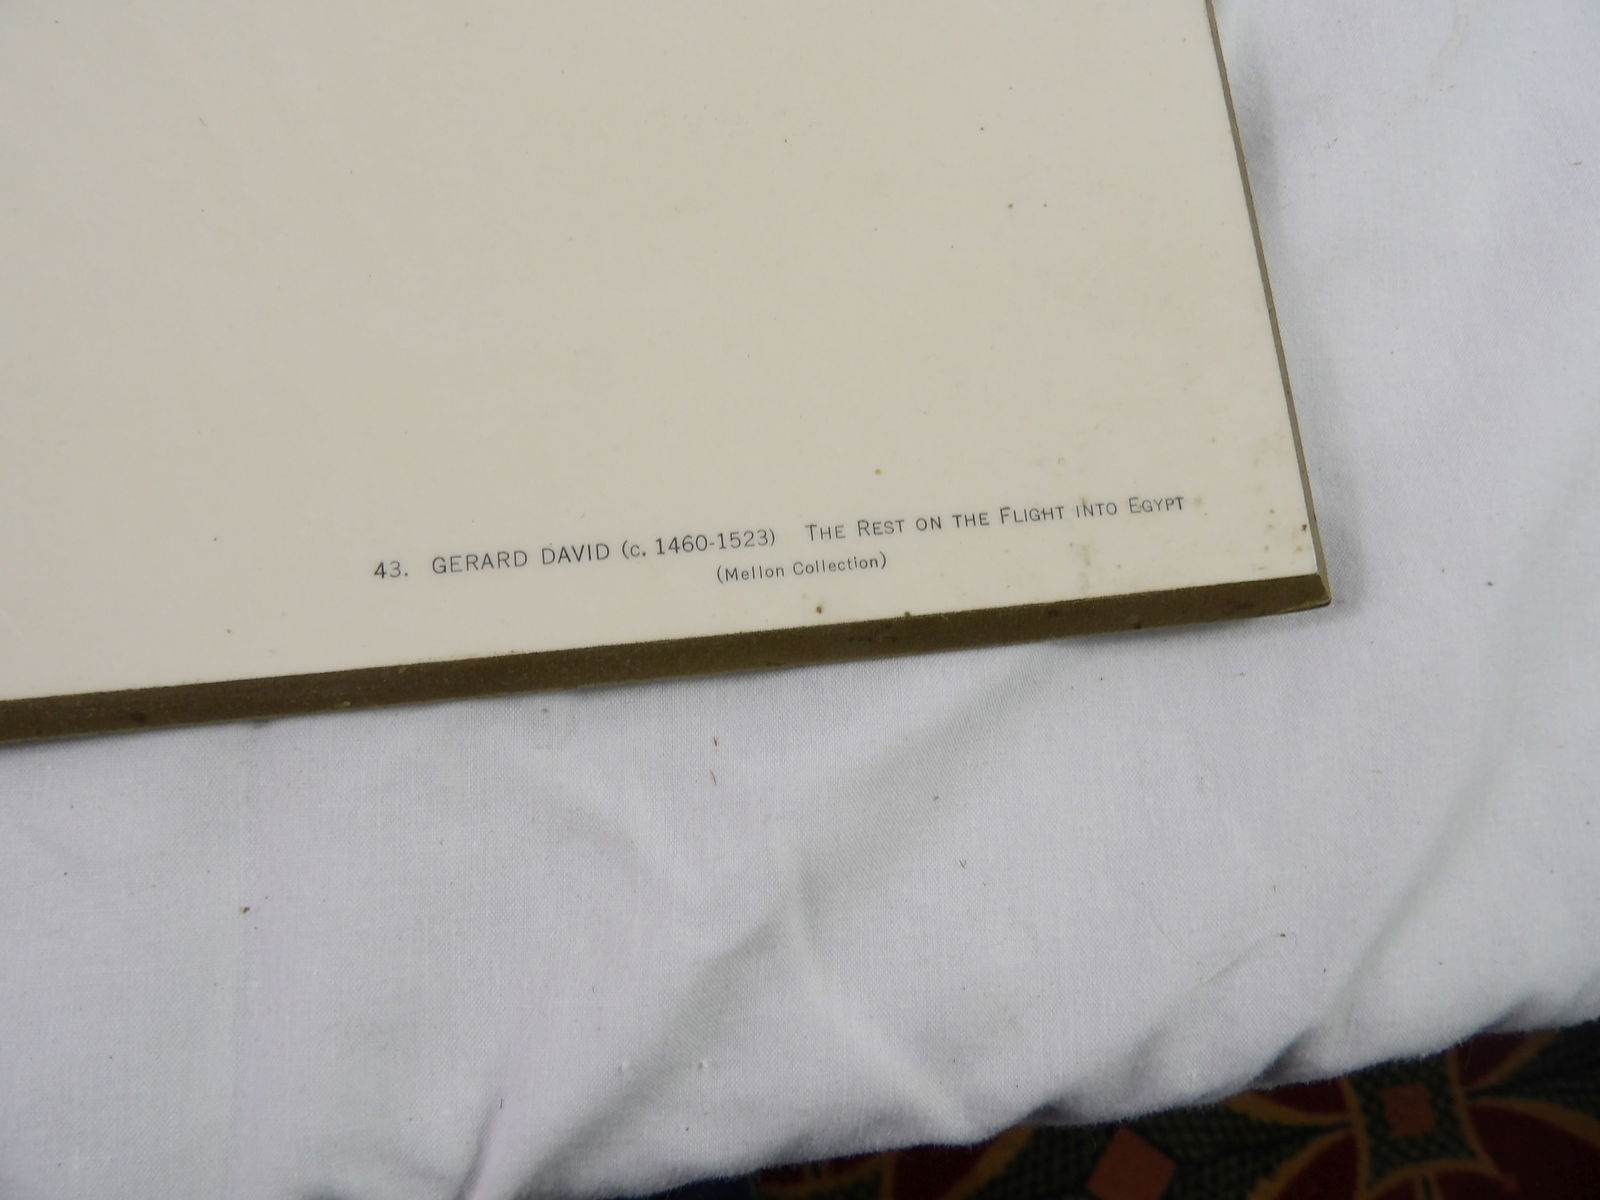 43. GERARD DAVID (c. 1460-1523) THE REST ON THE FLIGHT INTO EGYPT
(Mellon Collection)